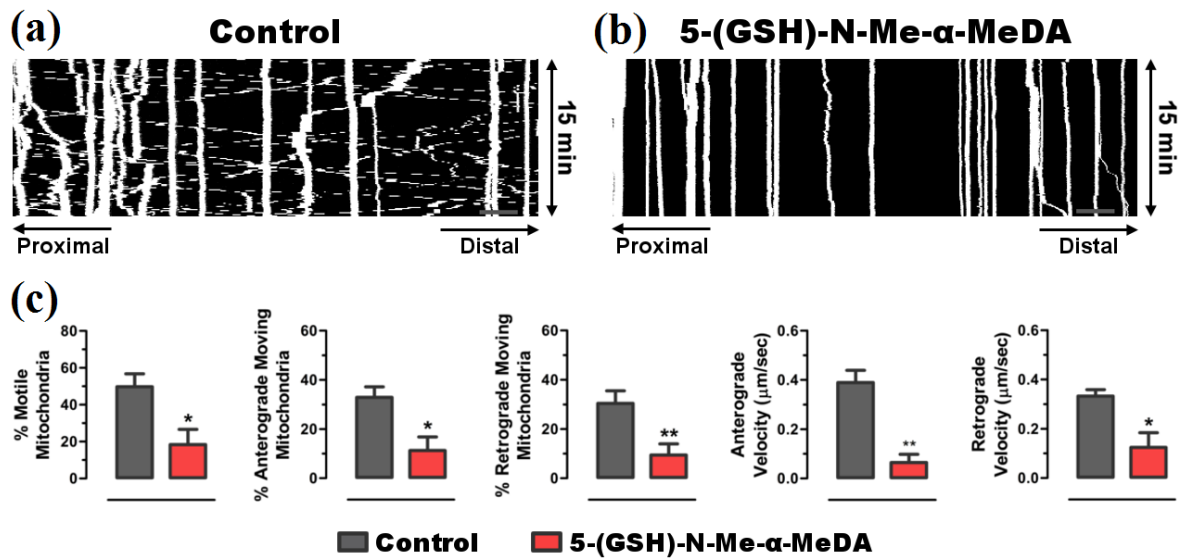 (a) Control
15 min
Proximal
Distal
(b) 5-(GSH)-N-Me-α-MeDA
15 min
Proximal
Distal
(c)
% Motile
Mitochondria
80
60
40
20
0
*
% Anterograde Moving
Mitochondria
60
40
20
0
*
% Retrograde Moving
Mitochondria
60
40
20
0
**
Anterograde
Velocity (µm/sec)
0.6
0.4
0.2
0.0
**
Retrograde
Velocity (µm/sec)
0.6
0.4
0.2
0.0
*
Control
5-(GSH)-N-Me-α-MeDA